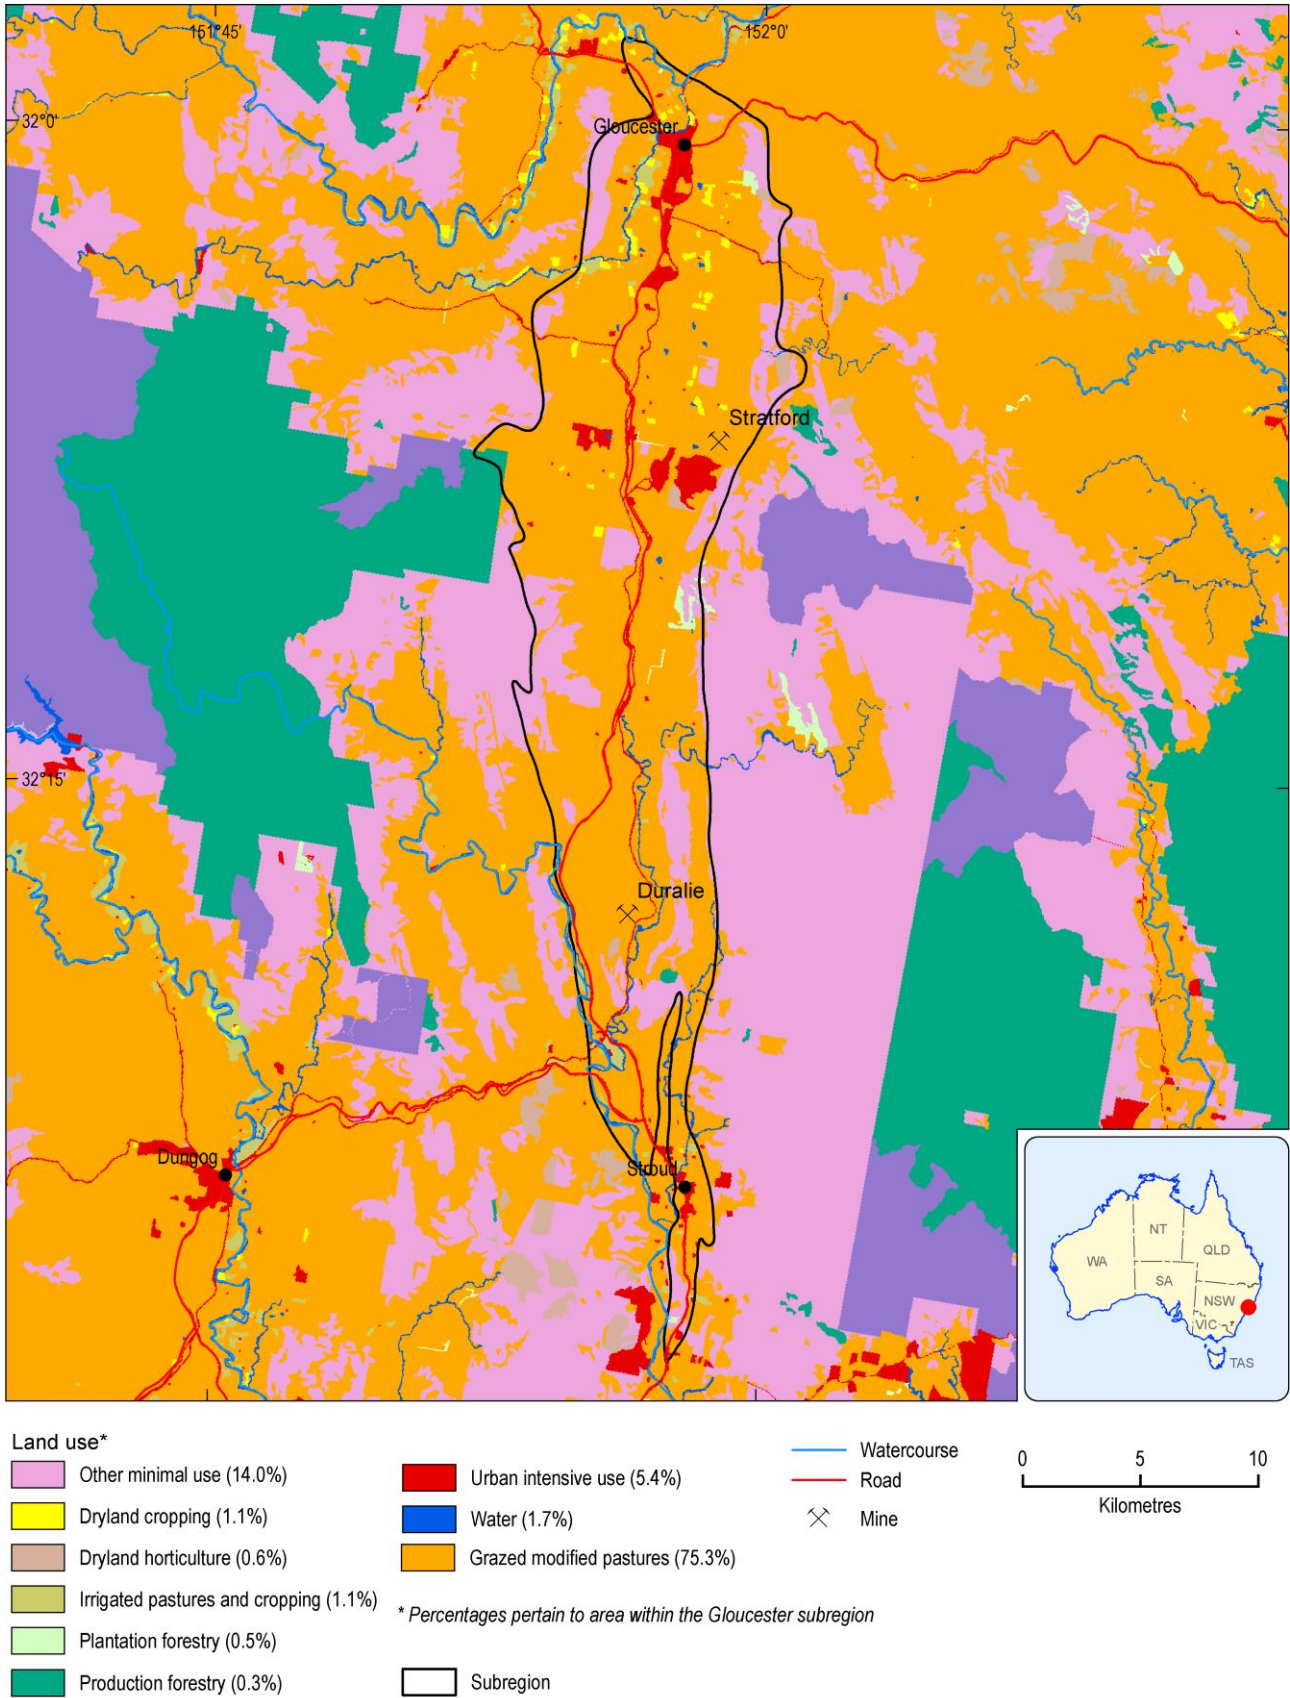 151°45'
152°0'
32°0'
Gloucester
Stratford
32°15'
Duralie
Dungog
Stroud
NT
WA
QLD
SA
NSW
VIC
TAS
Land use*
Other minimal use (14.0%)
Dryland cropping (1.1%)
Dryland horticulture (0.6%)
Irrigated pastures and cropping (1.1%)
Plantation forestry (0.5%)
Production forestry (0.3%)
Urban intensive use (5.4%)
Water (1.7%)
Grazed modified pastures (75.3%)
* Percentages pertain to area within the Gloucester subregion
Subregion
Watercourse
Road
Mine
0 5 10
Kilometres